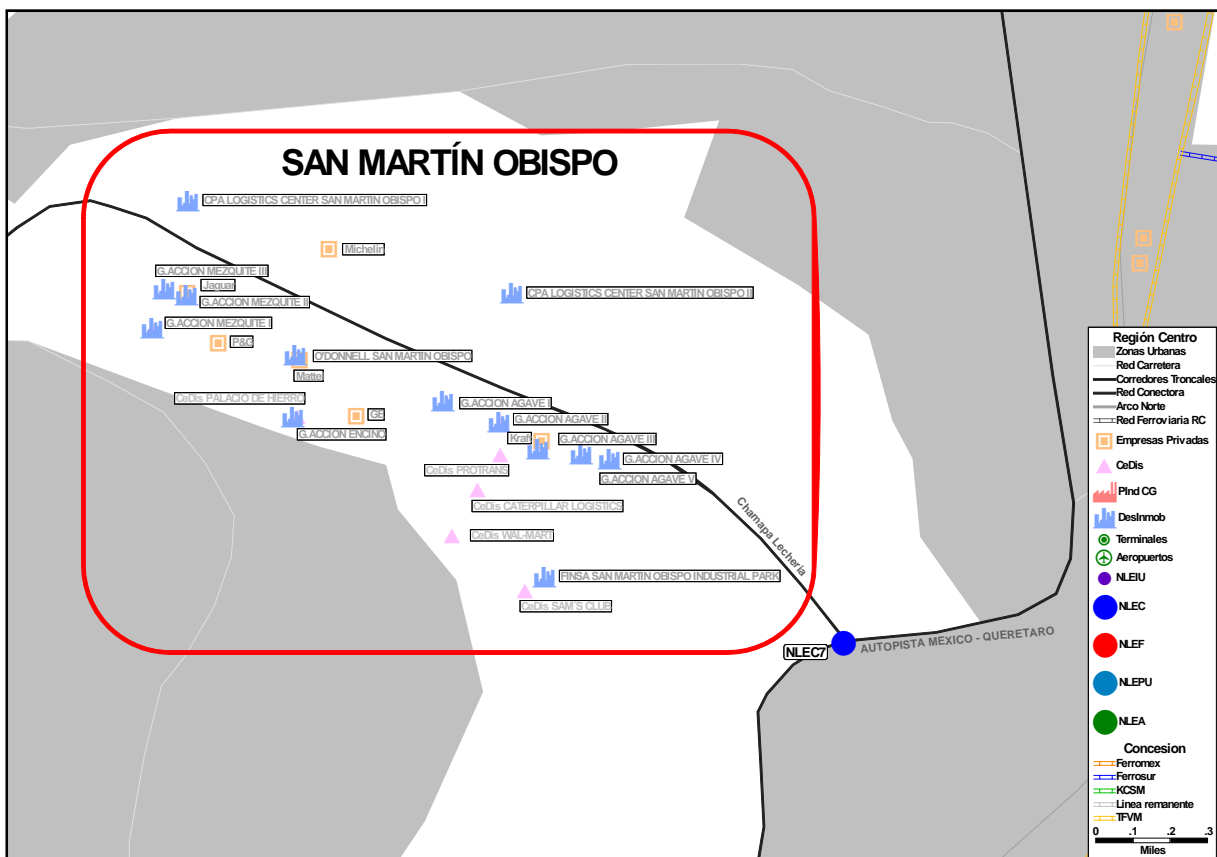 SAN MARTÍN OBISPO
CPA LOGISTICS CENTER SAN MARTIN OBISPO I
Michelin
G.ACCION MEZQUITE III
Jaguar
G.ACCION MEZQUITE II
CPA LOGISTICS CENTER SAN MARTIN OBISPO II
G.ACCION MEZQUITE I
P&G
O'DONNELL SAN MARTIN OBISPO
Mattel
CeDis PALACIO DE HIERRO
GE
G.ACCION ENCINO
G.ACCION AGAVE I
G.ACCION AGAVE II
Kraft
G.ACCION AGAVE III
G.ACCION AGAVE IV
CeDis PROTRANS
G.ACCION AGAVE V
CeDis CATERPILLAR LOGISTICS
Chamapa Lecheria
CeDis WAL-MART
FINSA SAN MARTIN OBISPO INDUSTRIAL PARK
CeDis SAM'S CLUB
NLEC7
AUTOPISTA MEXICO - QUERETARO
Región Centro
Zonas Urbanas
Red Carretera
Corredores Troncales
Red Conectora
Arco Norte
Red Ferroviaria RC
Empresas Privadas
CeDis
PInd CG
DesInmob
Terminales
Aeropuertos
NLEIU
NLEC
NLEF
NLEPU
NLEA
Concesion
Ferromex
Ferrosur
KCSM
Linea remanente
TFVM
0 .1 .2 .3
Miles